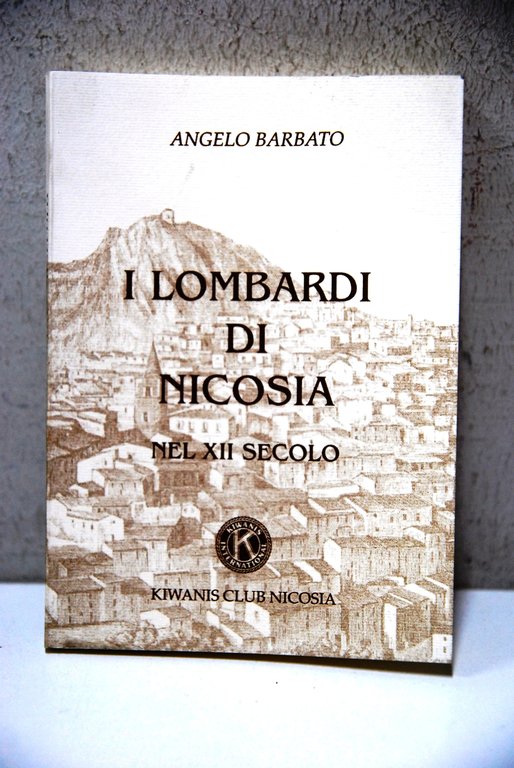 ANGELO BARBATO
I LOMBARDI
DI
NICOSIA
NEL XII SECOLO
KIWANIS
K
INTERNATIONAL
KIWANIS CLUB NICOSIA